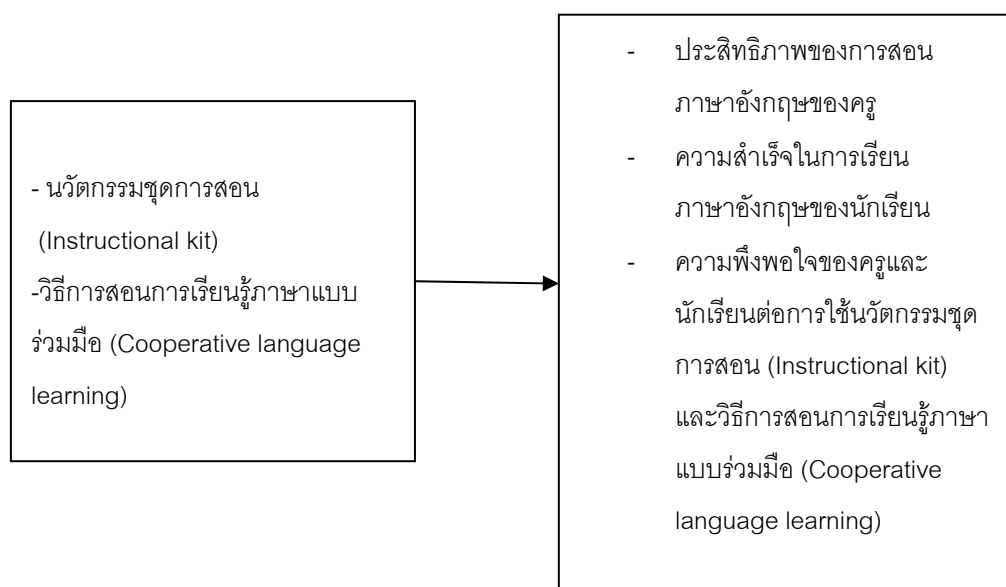 - นวัตกรรมชุดการสอน
(Instructional kit)
-วิธีการสอนการเรียนรู้ภาษาแบบ
ร่วมมือ (Cooperative language
learning)
- ประสิทธิภาพของการสอน
ภาษาอังกฤษของครู
- ความสำเร็จในการเรียน
ภาษาอังกฤษของนักเรียน
- ความพึงพอใจของครูและ
นักเรียนต่อการใช้นวัตกรรมชุด
การสอน (Instructional kit)
และวิธีการสอนการเรียนรู้ภาษา
แบบร่วมมือ (Cooperative
language learning)